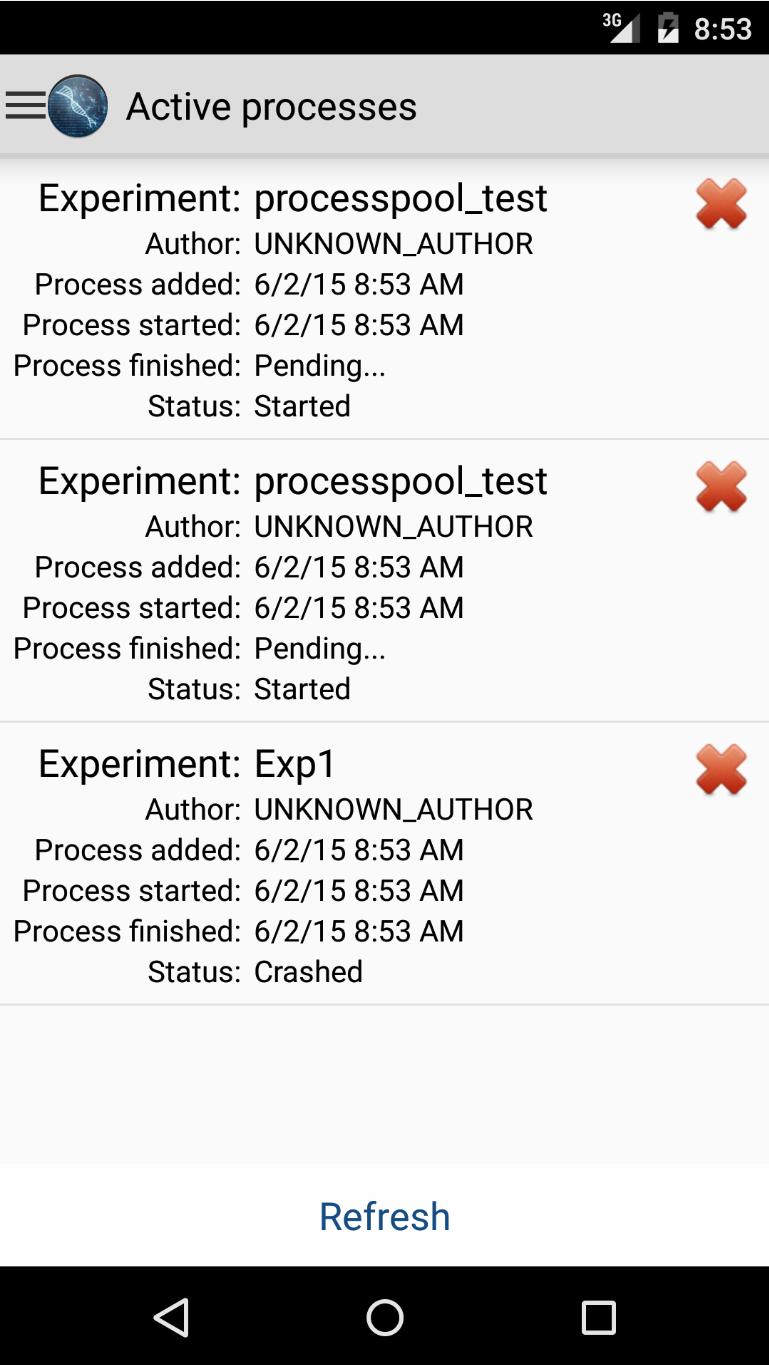 3G 8:53
Active processes
Experiment: processpool_test
Author: UNKNOWN_AUTHOR
Process added: 6/2/15 8:53 AM
Process started: 6/2/15 8:53 AM
Process finished: Pending...
Status: Started
Experiment: processpool_test
Author: UNKNOWN_AUTHOR
Process added: 6/2/15 8:53 AM
Process started: 6/2/15 8:53 AM
Process finished: Pending...
Status: Started
Experiment: Exp1
Author: UNKNOWN_AUTHOR
Process added: 6/2/15 8:53 AM
Process started: 6/2/15 8:53 AM
Process finished: 6/2/15 8:53 AM
Status: Crashed
Refresh